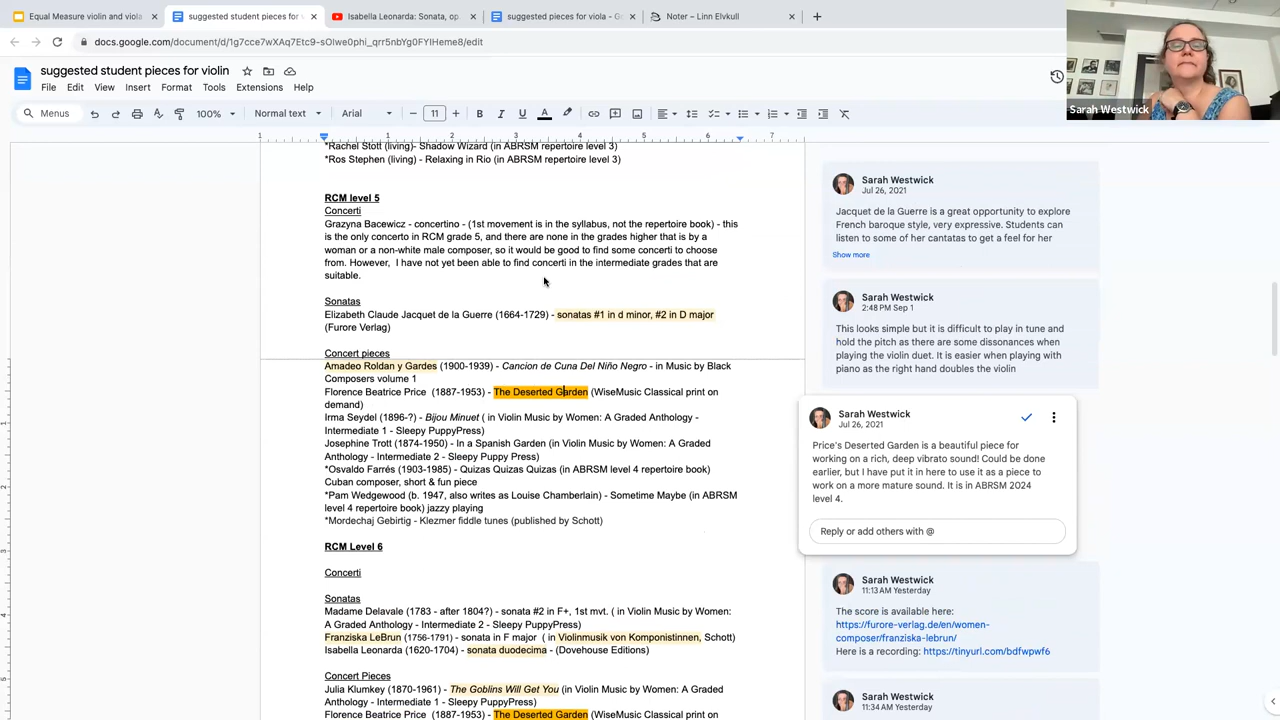 Equal Measure violin and viola
suggested student pieces for v
Isabella Leonarda: Sonata, op
suggested pieces for viola - G
Noter – Linn Elvkull
docs.google.com/document/d/1g7cce7wXAq7Etc9-sOIwe0phi_qrr5nbYg0FYIHeme8/edit
suggested student pieces for violin
File Edit View Insert Format Tools Extensions Help
Menus 100% Normal text Arial 11
1 1 2 3 4 5 6 7
*Rachel Stott (living)- Shadow Wizard (in ABRSM repertoire level 3)
*Ros Stephen (living) - Relaxing in Rio (in ABRSM repertoire level 3)
RCM level 5
Concerti
Grazyna Bacewicz - concertino - (1st movement is in the syllabus, not the repertoire book) - this
is the only concerto in RCM grade 5, and there are none in the grades higher that is by a
woman or a non-white male composer, so it would be good to find some concerti to choose
from. However,  I have not yet been able to find concerti in the intermediate grades that are
suitable.
Sonatas
Elizabeth Claude Jacquet de la Guerre (1664-1729) - sonatas #1 in d minor, #2 in D major
(Furore Verlag)
Concert pieces
Amadeo Roldan y Gardes (1900-1939) - Cancion de Cuna Del Niño Negro - in Music by Black
Composers volume 1
Florence Beatrice Price  (1887-1953) - The Deserted Garden (WiseMusic Classical print on
demand)
Irma Seydel (1896-?) - Bijou Minuet ( in Violin Music by Women: A Graded Anthology -
Intermediate 1 - Sleepy PuppyPress)
Josephine Trott (1874-1950) - In a Spanish Garden (in Violin Music by Women: A Graded
Anthology - Intermediate 2 - Sleepy Puppy Press)
*Osvaldo Farrés (1903-1985) - Quizas Quizas Quizas (in ABRSM level 4 repertoire book)
Cuban composer, short & fun piece
*Pam Wedgewood (b. 1947, also writes as Louise Chamberlain) - Sometime Maybe (in ABRSM
level 4 repertoire book) jazzy playing
*Mordechaj Gebirtig - Klezmer fiddle tunes (published by Schott)
RCM Level 6
Concerti
Sonatas
Madame Delavale (1783 - after 1804?) - sonata #2 in F+, 1st mvt. ( in Violin Music by Women:
A Graded Anthology - Intermediate 2 - Sleepy PuppyPress)
Franziska LeBrun (1756-1791) - sonata in F major  ( in Violinmusik von Komponistinnen, Schott)
Isabella Leonarda (1620-1704) - sonata duodecima - (Dovehouse Editions)
Concert Pieces
Julia Klumkey (1870-1961) - The Goblins Will Get You (in Violin Music by Women: A Graded
Anthology - Intermediate 1 - Sleepy PuppyPress)
Florence Beatrice Price  (1887-1953) - The Deserted Garden (WiseMusic Classical print on
Sarah Westwick
Sarah Westwick
Jul 26, 2021
Jacquet de la Guerre is a great opportunity to explore
French baroque style, very expressive. Students can
listen to some of her cantatas to get a feel for her
Show more
Sarah Westwick
2:48 PM Sep 1
This looks simple but it is difficult to play in tune and
hold the pitch as there are some dissonances
when playing the violin duet. It is easier when playing with
piano as the right hand doubles the violin
Sarah Westwick
Jul 26, 2021
Price's Deserted Garden is a beautiful piece for
working on a rich, deep vibrato sound! Could be done
earlier, but I have put it in here to use it as a piece to
work on a more mature sound. It is in ABRSM 2024
level 4.
Reply or add others with @
Sarah Westwick
11:13 AM Yesterday
The score is available here:
https://furore-verlag.de/en/women-
composer/franziska-lebrun/
Here is a recording: https://tinyurl.com/bdfwpwf6
Sarah Westwick
11:34 AM Yesterday